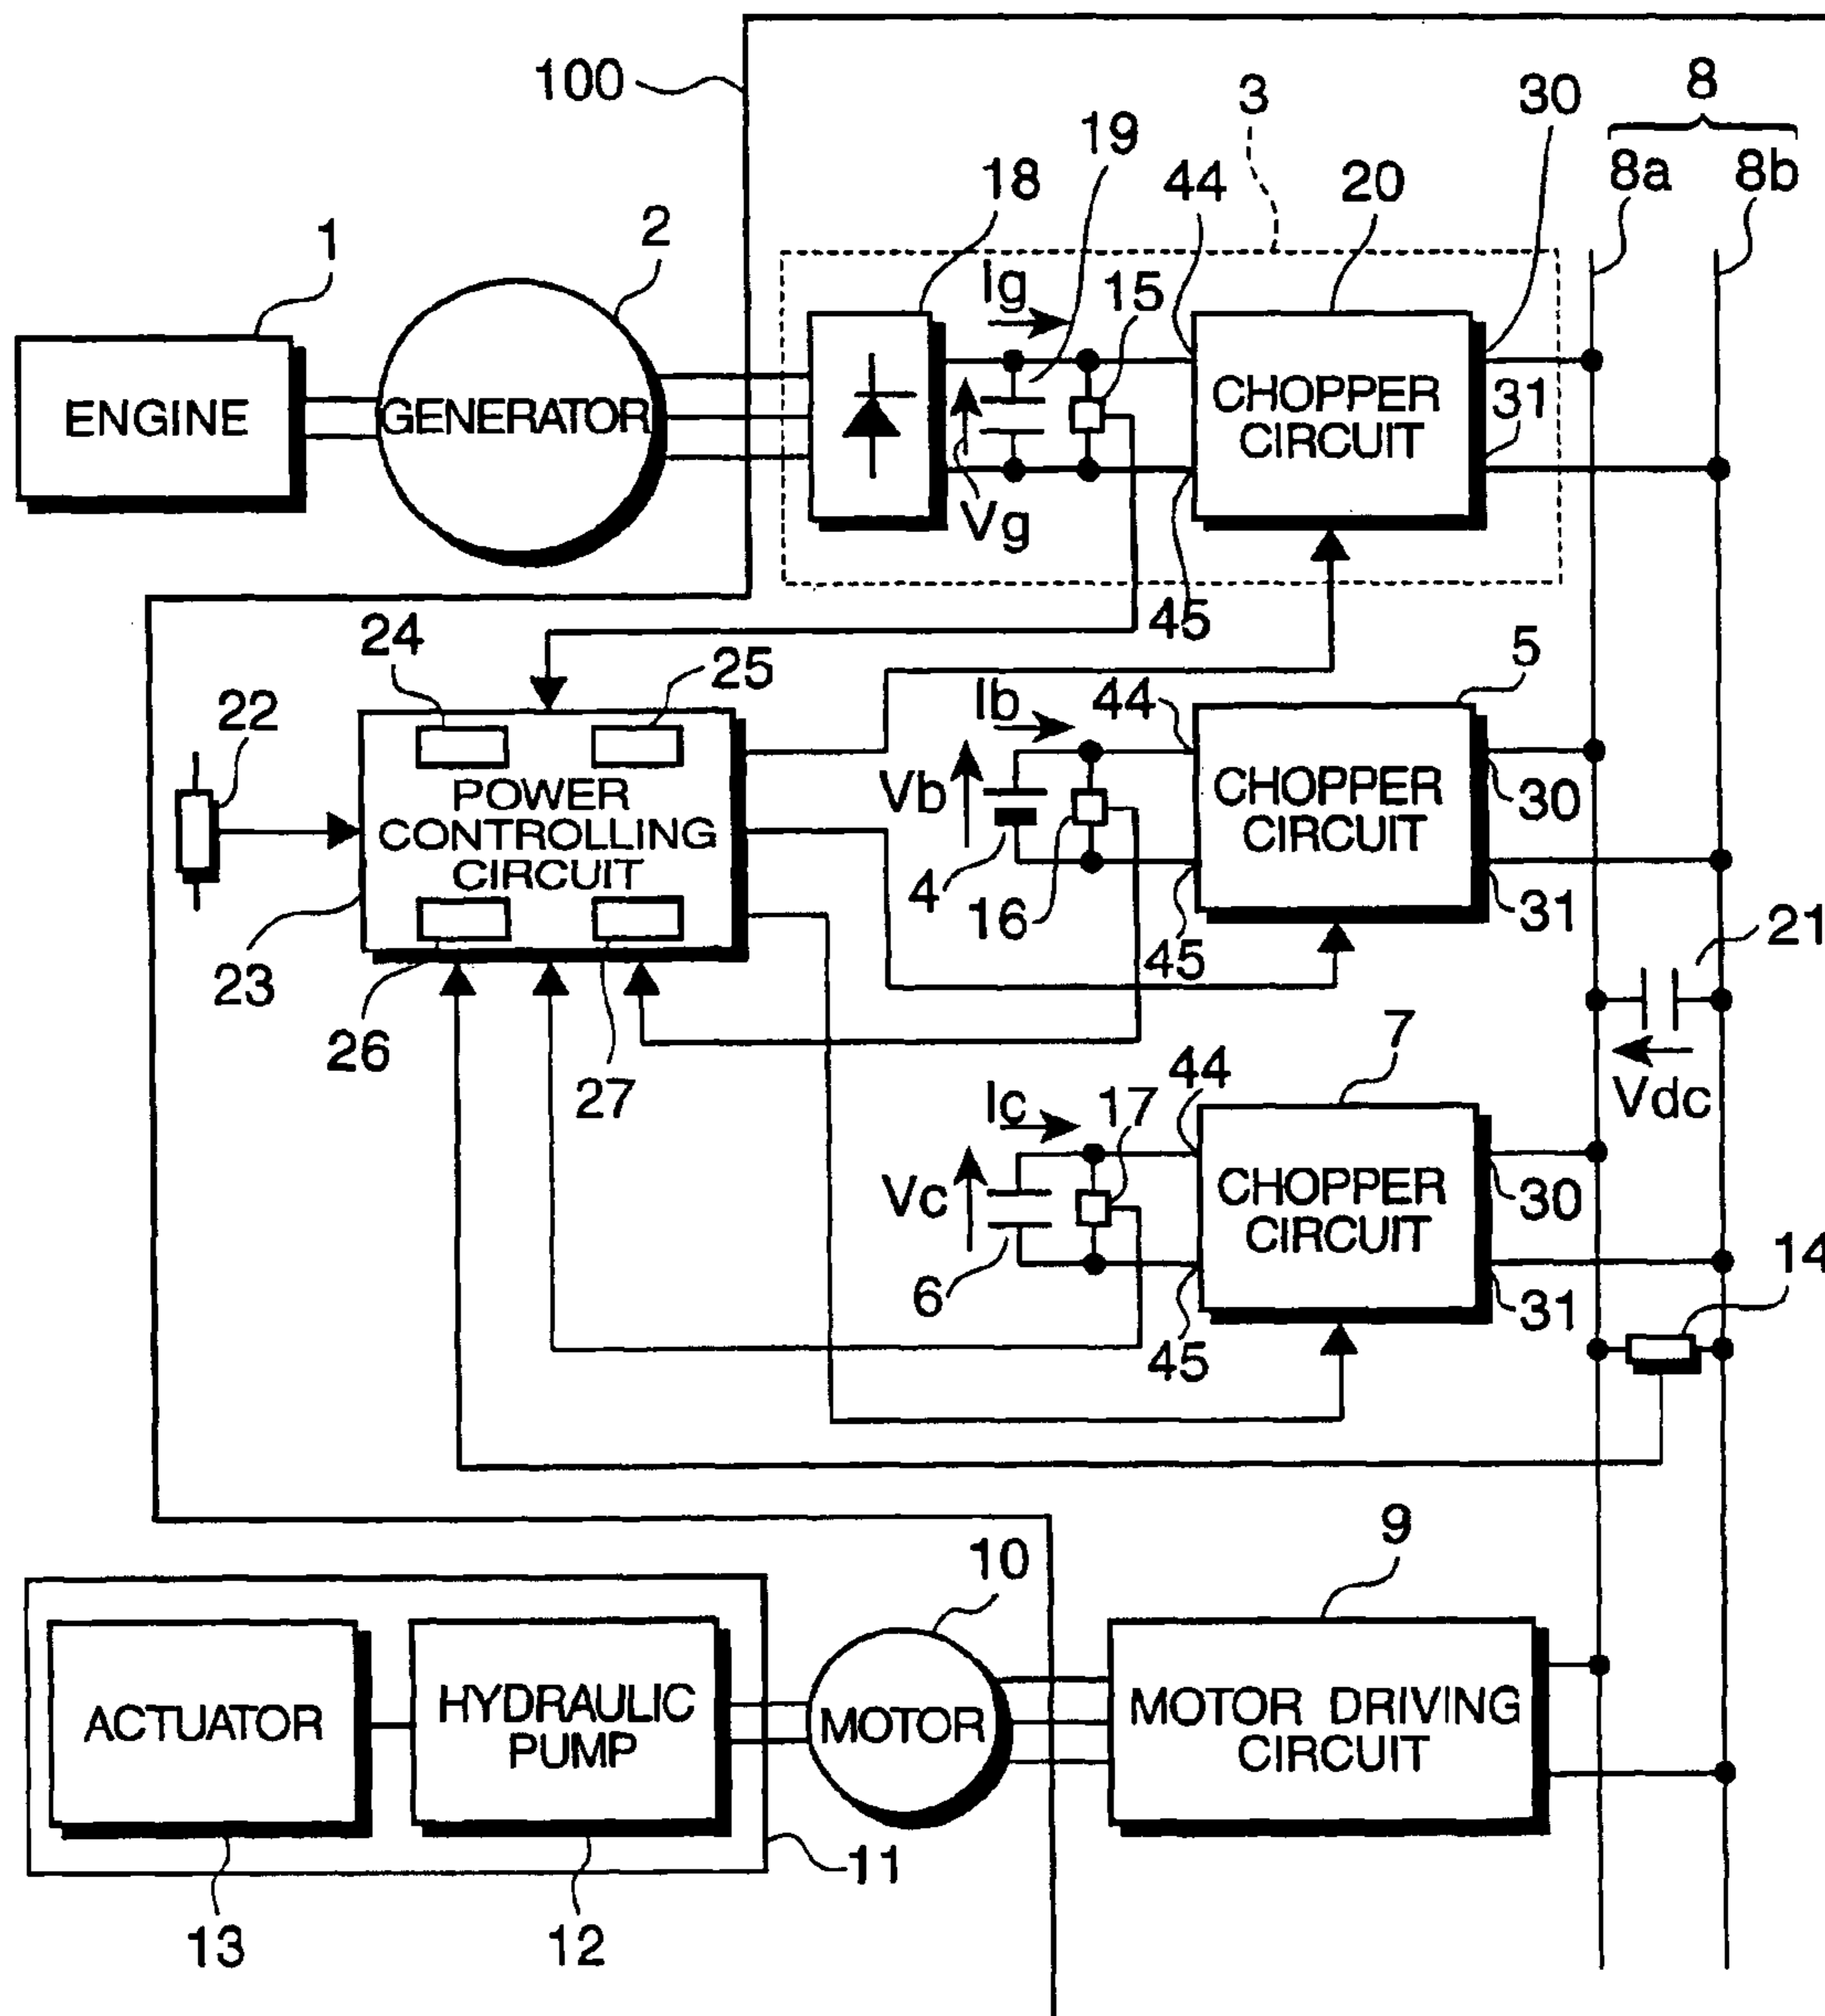 100
3
30
8
19
8a
8b
18
44
20
1
2
Ig
15
ENGINE
GENERATOR
CHOPPER
CIRCUIT
31
Vg
45
24
25
5
22
Ib
44
POWER
CONTROLLING
CIRCUIT
Vb
CHOPPER
CIRCUIT
30
4
16
31
21
23
45
26
27
7
Ic
17
44
Vdc
Vc
CHOPPER
CIRCUIT
30
6
31
14
45
10
9
ACTUATOR
HYDRAULIC
PUMP
MOTOR
MOTOR DRIVING
CIRCUIT
11
13
12